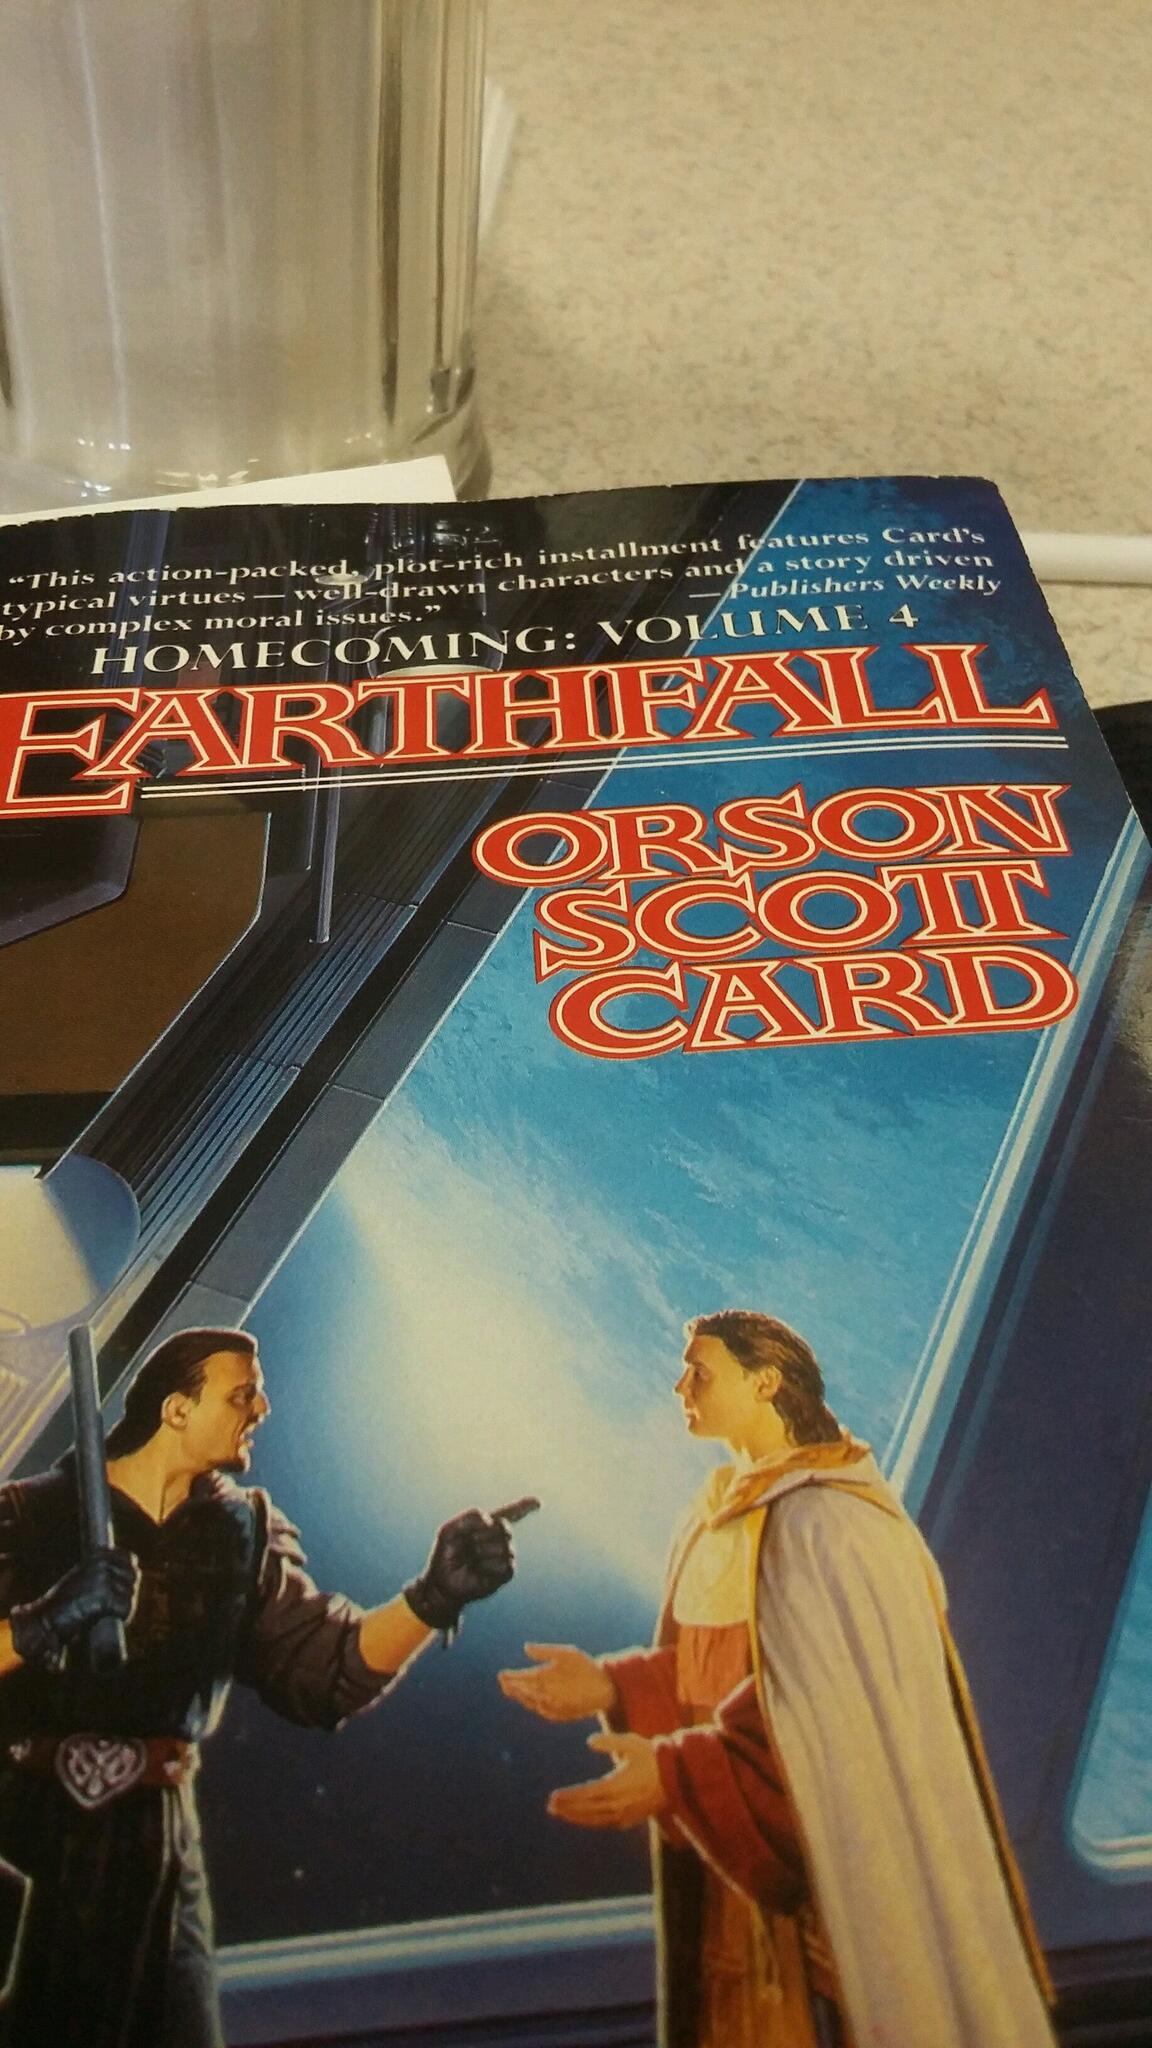 “This action-packed, plot-rich installment features Card's
typical virtues — well-drawn characters and a story driven
by complex moral issues.”
— Publishers Weekly
HOMECOMING: VOLUME 4
EARTHFALL
ORSON
SCOTT
CARD